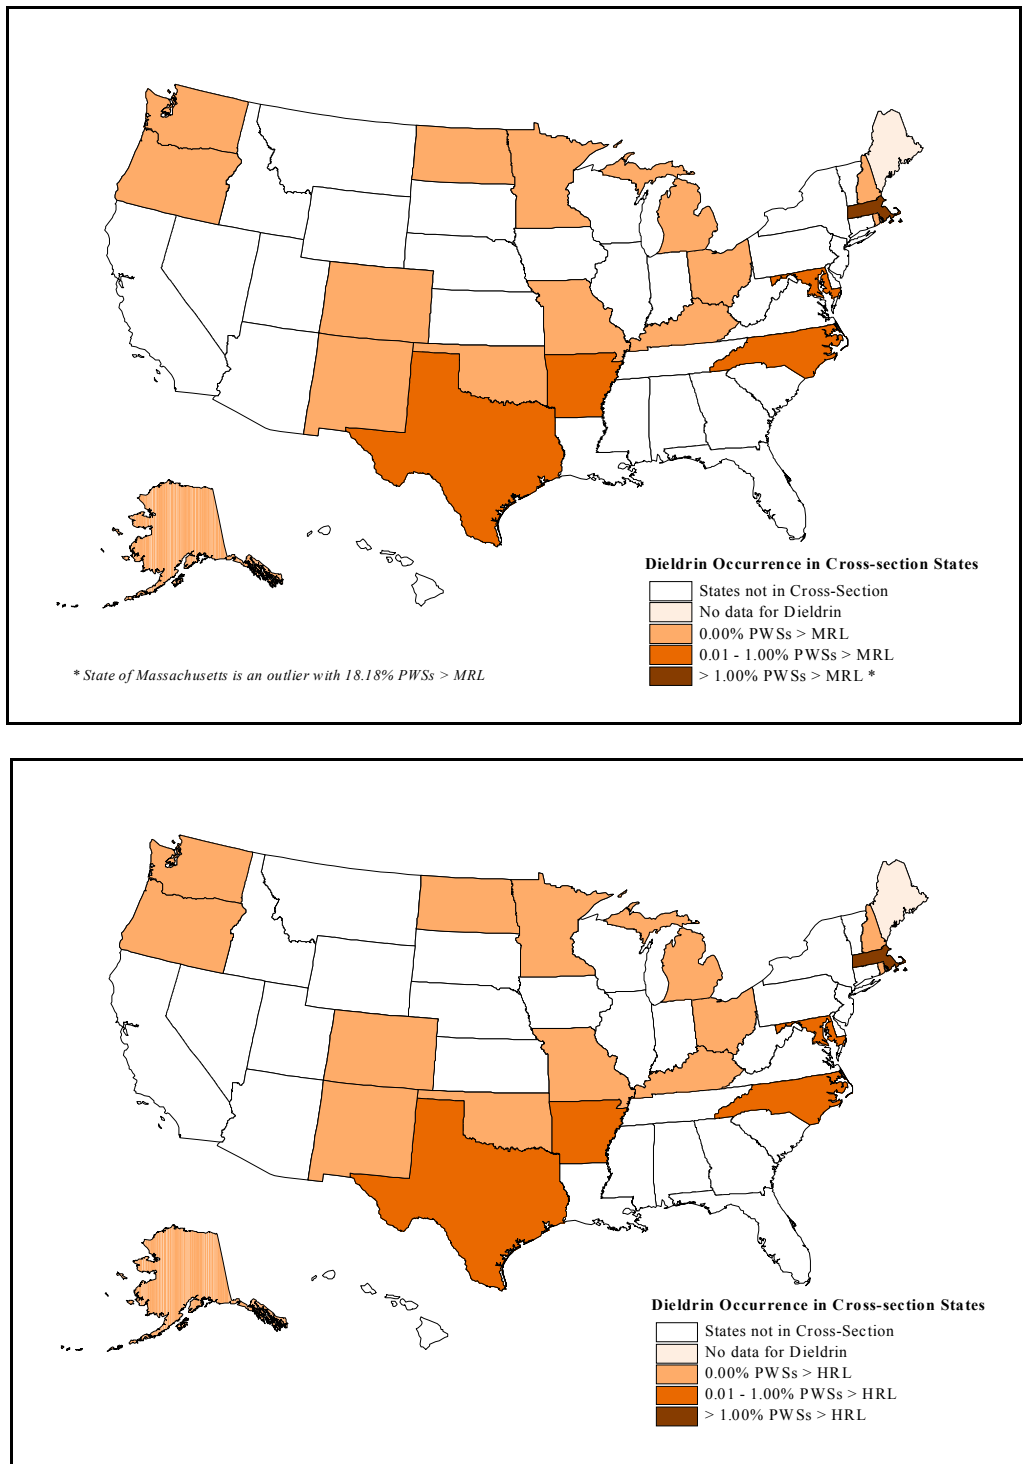 Dieldrin Occurrence in Cross-section States
States not in Cross-Section
No data for Dieldrin
0.00% PWSs > MRL
0.01 - 1.00% PWSs > MRL
> 1.00% PWSs > MRL *
* State of Massachusetts is an outlier with 18.18% PWSs > MRL
Dieldrin Occurrence in Cross-section States
States not in Cross-Section
No data for Dieldrin
0.00% PWSs > HRL
0.01 - 1.00% PWSs > HRL
> 1.00% PWSs > HRL